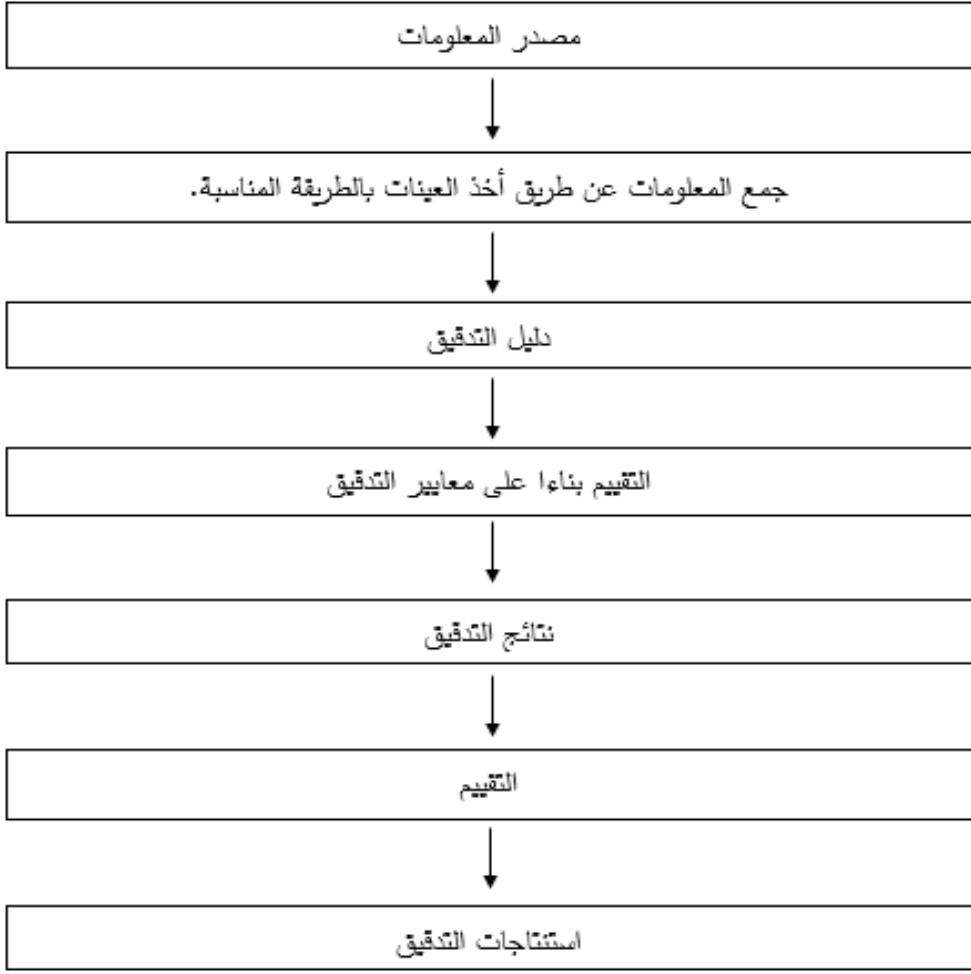 مصدر المعلومات
جمع المعلومات عن طريق أخذ العينات بالطريقة المناسبة.
دليل التدقيق
التقييم بناءا على معايير التدقيق
نتائج التدقيق
التقييم
استنتاجات التدقيق